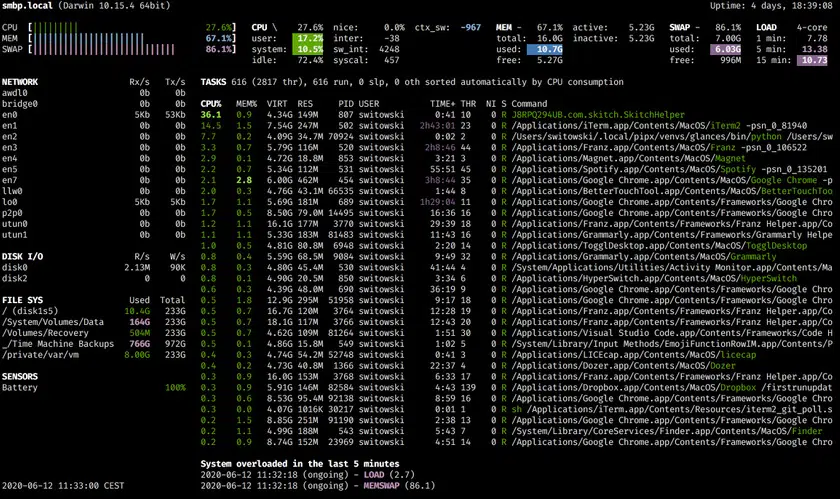 smbp.local (Darwin 10.15.4 64bit) Uptime: 4 days, 18:39:08
CPU [ 27.6%] CPU \ 27.6% nice: 0.0% ctx_sw: -967 MEM - 67.1% active: 5.23G SWAP - 86.1% LOAD 4-core
MEM [ 67.1%] user: 17.2% inter: -38 total: 16.0G inactive: 5.23G total: 7.00G 1 min: 7.78
SWAP [ 86.1%] system: 10.5% sw_int: 4248 used: 10.7G used: 6.03G 5 min: 13.38
idle: 72.4% syscal: 457 free: 5.27G free: 996M 15 min: 10.73
NETWORK Rx/s Tx/s TASKS 616 (2817 thr), 616 run, 0 slp, 0 oth sorted automatically by CPU consumption
awdl0 0b 0b
bridge0 0b 0b CPU% MEM% VIRT RES PID USER TIME+ THR NI S Command
en0 5Kb 53Kb 36.1 0.9 4.34G 149M 807 switowski 0:41 10 0 S J8RPQ294UB.com.skitch.SkitchHelper
en1 0b 0b 14.5 1.5 7.54G 247M 502 switowski 2h43:01 23 0 R /Applications/iTerm.app/Contents/MacOS/iTerm2 -psn_0_81940
en2 0b 0b 7.7 0.2 4.09G 34.7M 70924 switowski 0:02 2 0 R /Users/switowski/.local/pipx/venvs/glances/bin/python /Users/sw
en3 0b 0b 3.3 0.7 5.79G 116M 520 switowski 2h8:46 44 0 R /Applications/Franz.app/Contents/MacOS/Franz -psn_0_106522
en4 0b 0b 2.9 0.1 4.72G 18.8M 853 switowski 3:21 3 0 R /Applications/Magnet.app/Contents/MacOS/Magnet
en5 0b 0b 2.2 0.7 5.34G 112M 531 switowski 55:51 45 0 R /Applications/Spotify.app/Contents/MacOS/Spotify -psn_0_135201
en7 0b 0b 2.1 2.8 6.00G 462M 454 switowski 3h8:44 35 0 R /Applications/Google Chrome.app/Contents/MacOS/Google Chrome -p
llw0 0b 0b 2.0 0.3 4.76G 43.1M 66535 switowski 1:44 8 0 R /Applications/BetterTouchTool.app/Contents/MacOS/BetterTouchToo
lo0 5Kb 5Kb 1.7 1.1 5.69G 181M 689 switowski 1h29:04 11 0 R /Applications/Google Chrome.app/Contents/Frameworks/Google Chro
p2p0 0b 0b 1.7 0.5 8.50G 79.0M 14495 switowski 16:36 16 0 R /Applications/Google Chrome.app/Contents/Frameworks/Google Chro
utun0 0b 0b 1.2 1.1 16.1G 177M 3770 switowski 29:39 18 0 R /Applications/Franz.app/Contents/Frameworks/Franz Helper.app/Co
utun1 0b 0b 1.1 1.1 5.33G 183M 81483 switowski 11:43 16 0 R /Applications/Grammarly.app/Contents/Frameworks/Grammarly Helpe
1.0 0.5 4.81G 80.8M 6948 switowski 2:20 14 0 R /Applications/TogglDesktop.app/Contents/MacOS/TogglDesktop
DISK I/O R/s W/s 0.8 0.4 5.59G 68.5M 9084 switowski 9:49 32 0 R /Applications/Grammarly.app/Contents/MacOS/Grammarly
disk0 2.13M 90K 0.8 0.3 4.80G 45.4M 530 switowski 41:44 4 0 R /System/Applications/Utilities/Activity Monitor.app/Contents/Ma
disk2 0 0 0.8 0.1 4.90G 20.5M 850 switowski 3:34 6 0 R /Applications/HyperSwitch.app/Contents/MacOS/HyperSwitch
0.6 0.3 4.39G 48.0M 690 switowski 36:19 9 0 R /Applications/Google Chrome.app/Contents/Frameworks/Google Chro
FILE SYS Used Total 0.5 1.8 12.9G 295M 51958 switowski 9:17 18 0 R /Applications/Google Chrome.app/Contents/Frameworks/Google Chro
/ (disk1s5) 10.4G 233G 0.5 0.7 16.7G 120M 3764 switowski 12:28 19 0 R /Applications/Franz.app/Contents/Frameworks/Franz Helper.app/Co
/System/Volumes/Data 164G 233G 0.5 0.7 18.1G 117M 3766 switowski 12:43 20 0 R /Applications/Franz.app/Contents/Frameworks/Franz Helper.app/Co
/Volumes/Recovery 504M 233G 0.5 0.7 4.62G 109M 81264 switowski 1:51 30 0 R /Applications/Visual Studio Code.app/Contents/Frameworks/Code H
_/Time Machine Backups 766G 972G 0.5 0.1 4.86G 15.8M 549 switowski 1:02 5 0 R /System/Library/Input Methods/EmojiFunctionRowIM.app/Contents/P
/private/var/vm 8.00G 233G 0.4 0.3 4.74G 54.2M 52748 switowski 0:41 3 0 R /Applications/LICEcap.app/Contents/MacOS/licecap
0.4 0.2 4.73G 40.8M 1366 switowski 22:37 4 0 R /Applications/Dozer.app/Contents/MacOS/Dozer
SENSORS 0.3 0.9 16.0G 153M 3768 switowski 6:33 17 0 R /Applications/Franz.app/Contents/Frameworks/Franz Helper.app/Co
Battery 100% 0.3 0.9 5.91G 146M 82584 switowski 4:43 139 0 R /Applications/Dropbox.app/Contents/MacOS/Dropbox /firstrunupdat
0.3 0.6 8.53G 95.4M 92138 switowski 8:59 16 0 R /Applications/Google Chrome.app/Contents/Frameworks/Google Chro
0.3 0.0 4.07G 1016K 30217 switowski 0:01 1 0 R sh /Applications/iTerm.app/Contents/Resources/iterm2_git_poll.s
0.2 1.5 8.85G 251M 91190 switowski 2:38 13 0 R /Applications/Google Chrome.app/Contents/Frameworks/Google Chro
0.2 1.1 4.99G 188M 543 switowski 5:43 7 0 R /System/Library/CoreServices/Finder.app/Contents/MacOS/Finder
0.2 0.9 8.74G 152M 23969 switowski 4:51 14 0 R /Applications/Google Chrome.app/Contents/Frameworks/Google Chro
System overloaded in the last 5 minutes
2020-06-12 11:32:18 (ongoing) - LOAD (2.7)
2020-06-12 11:33:00 CEST 2020-06-12 11:32:18 (ongoing) - MEMSWAP (86.1)